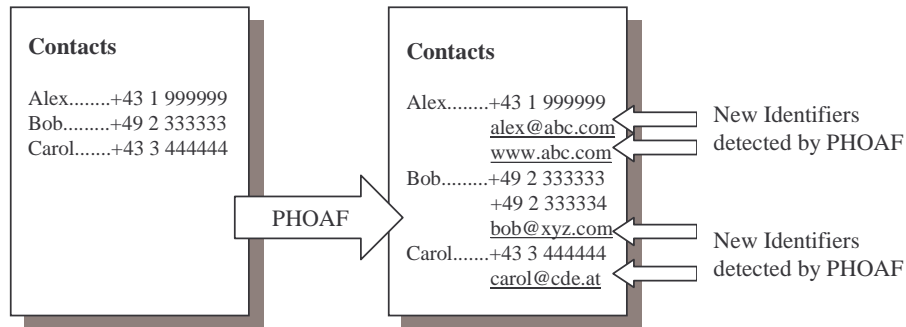 Contacts
Alex........+43 1 999999
Bob........+49 2 333333
Carol.......+43 3 444444
PHOAF
Contacts
Alex........+43 1 999999
alex@abc.com
www.abc.com
Bob.........+49 2 333333
+49 2 333334
bob@xyz.com
Carol.......+43 3 444444
carol@cde.at
New Identifiers
detected by PHOAF
New Identifiers
detected by PHOAF